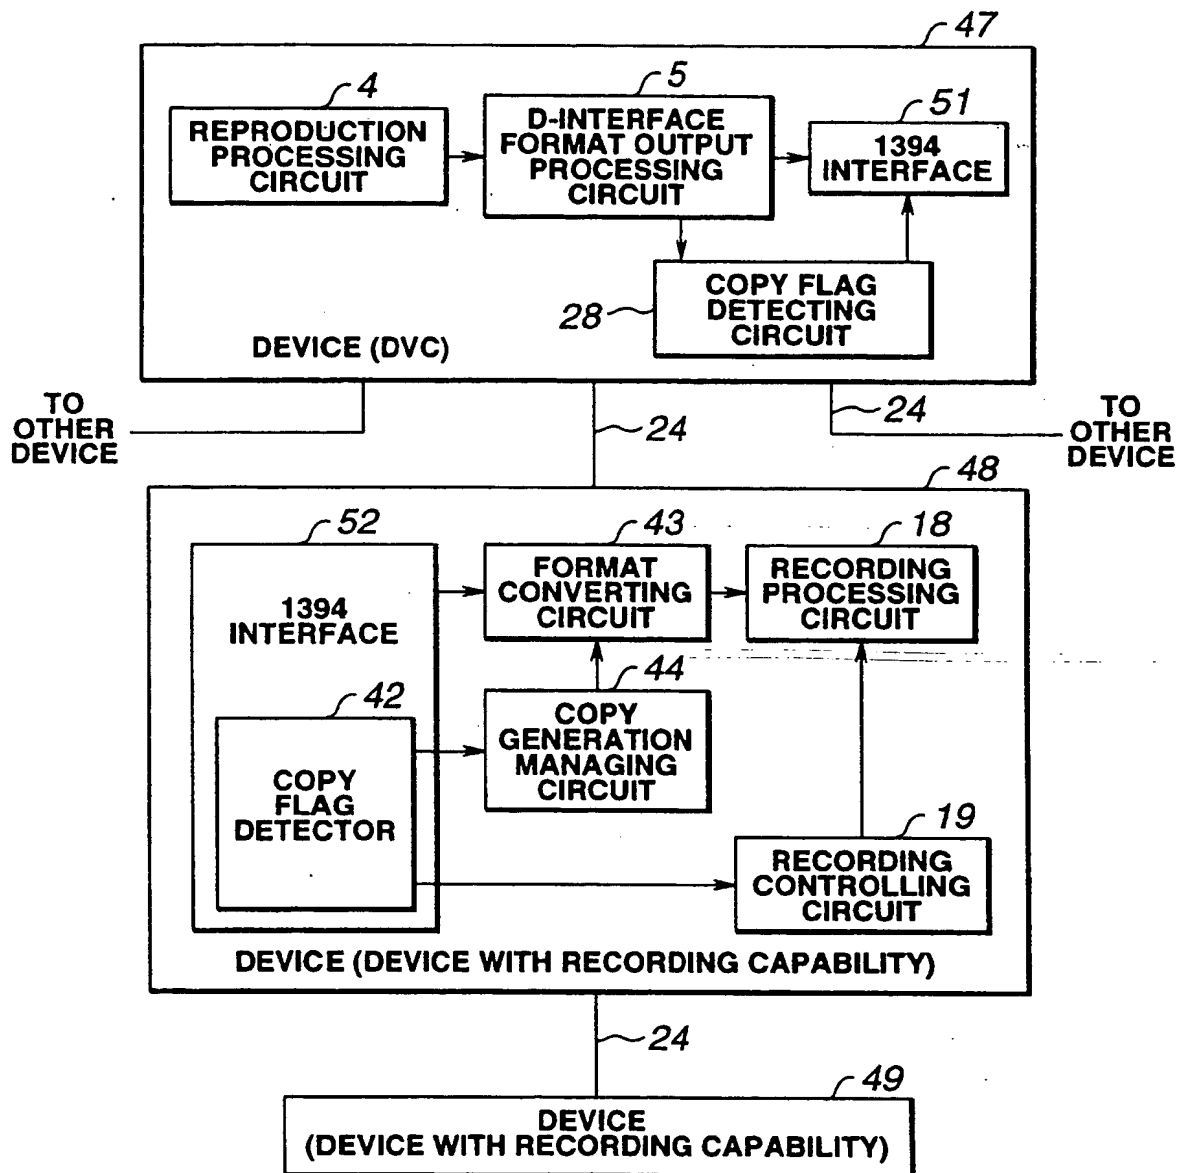 47
4
REPRODUCTION
PROCESSING
CIRCUIT
5
D-INTERFACE
FORMAT OUTPUT
PROCESSING
CIRCUIT
51
1394
INTERFACE
28
COPY FLAG
DETECTING
CIRCUIT
DEVICE (DVC)
TO
OTHER
DEVICE
24
24
TO
OTHER
DEVICE
48
52
1394
INTERFACE
43
FORMAT
CONVERTING
CIRCUIT
18
RECORDING
PROCESSING
CIRCUIT
42
COPY
FLAG
DETECTOR
44
COPY
GENERATION
MANAGING
CIRCUIT
19
RECORDING
CONTROLLING
CIRCUIT
DEVICE (DEVICE WITH RECORDING CAPABILITY)
24
49
DEVICE
(DEVICE WITH RECORDING CAPABILITY)